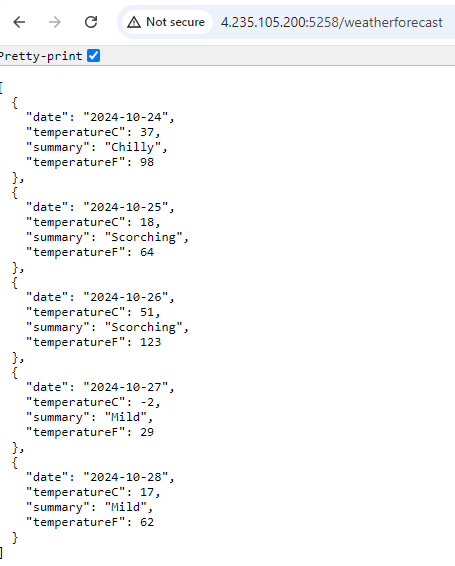 Not secure 4.235.105.200:5258/weatherforecast
Pretty-print
[
  {
    "date": "2024-10-24",
    "temperatureC": 37,
    "summary": "Chilly",
    "temperatureF": 98
  },
  {
    "date": "2024-10-25",
    "temperatureC": 18,
    "summary": "Scorching",
    "temperatureF": 64
  },
  {
    "date": "2024-10-26",
    "temperatureC": 51,
    "summary": "Scorching",
    "temperatureF": 123
  },
  {
    "date": "2024-10-27",
    "temperatureC": -2,
    "summary": "Mild",
    "temperatureF": 29
  },
  {
    "date": "2024-10-28",
    "temperatureC": 17,
    "summary": "Mild",
    "temperatureF": 62
  }
]